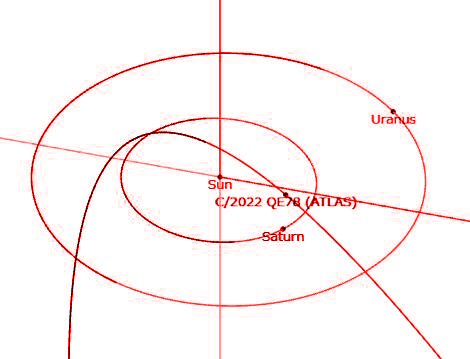 Uranus
Sun
C/2022 QE78 (ATLAS)
Saturn